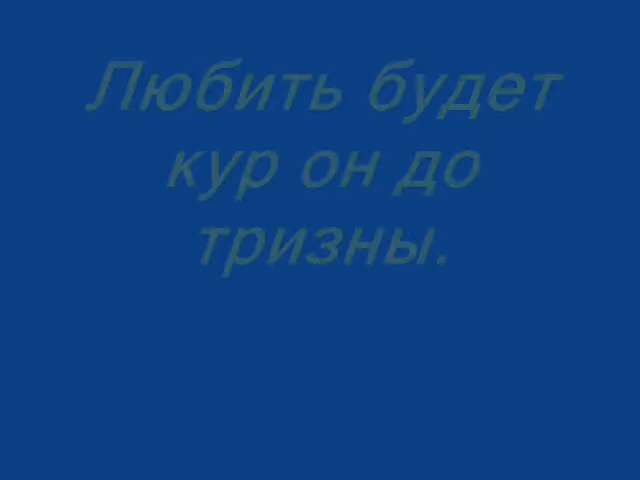 Любить будет
кур он до
тризны.